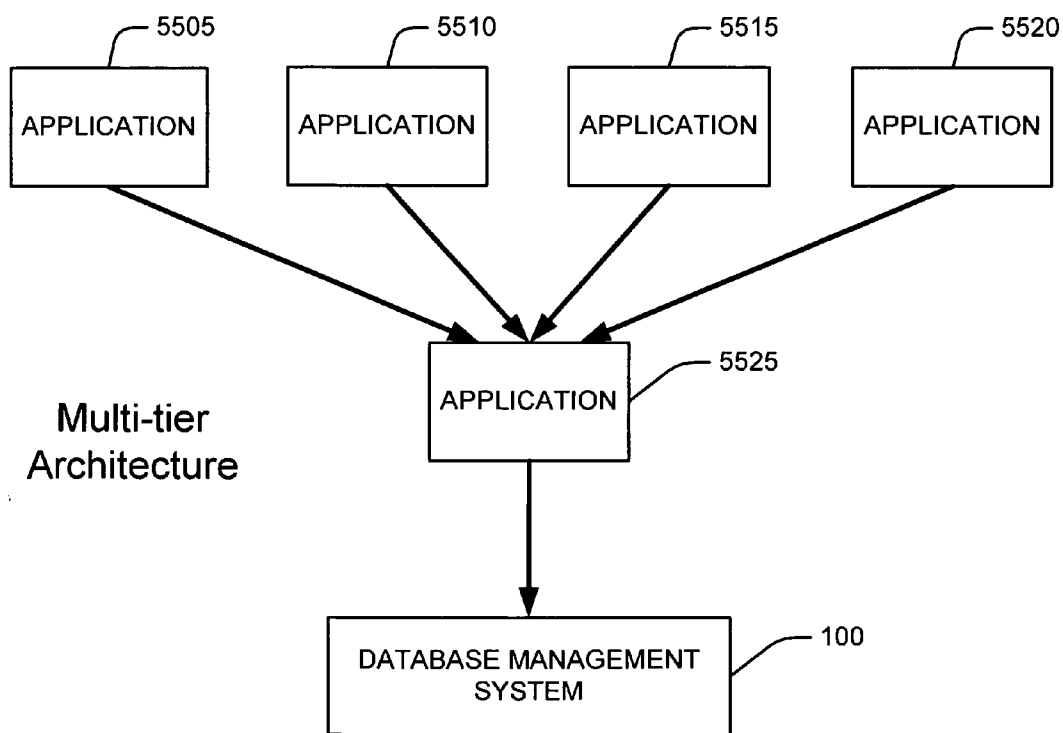 5505
5510
5515
5520
APPLICATION
APPLICATION
APPLICATION
APPLICATION
5525
APPLICATION
Multi-tier
Architecture
100
DATABASE MANAGEMENT
SYSTEM